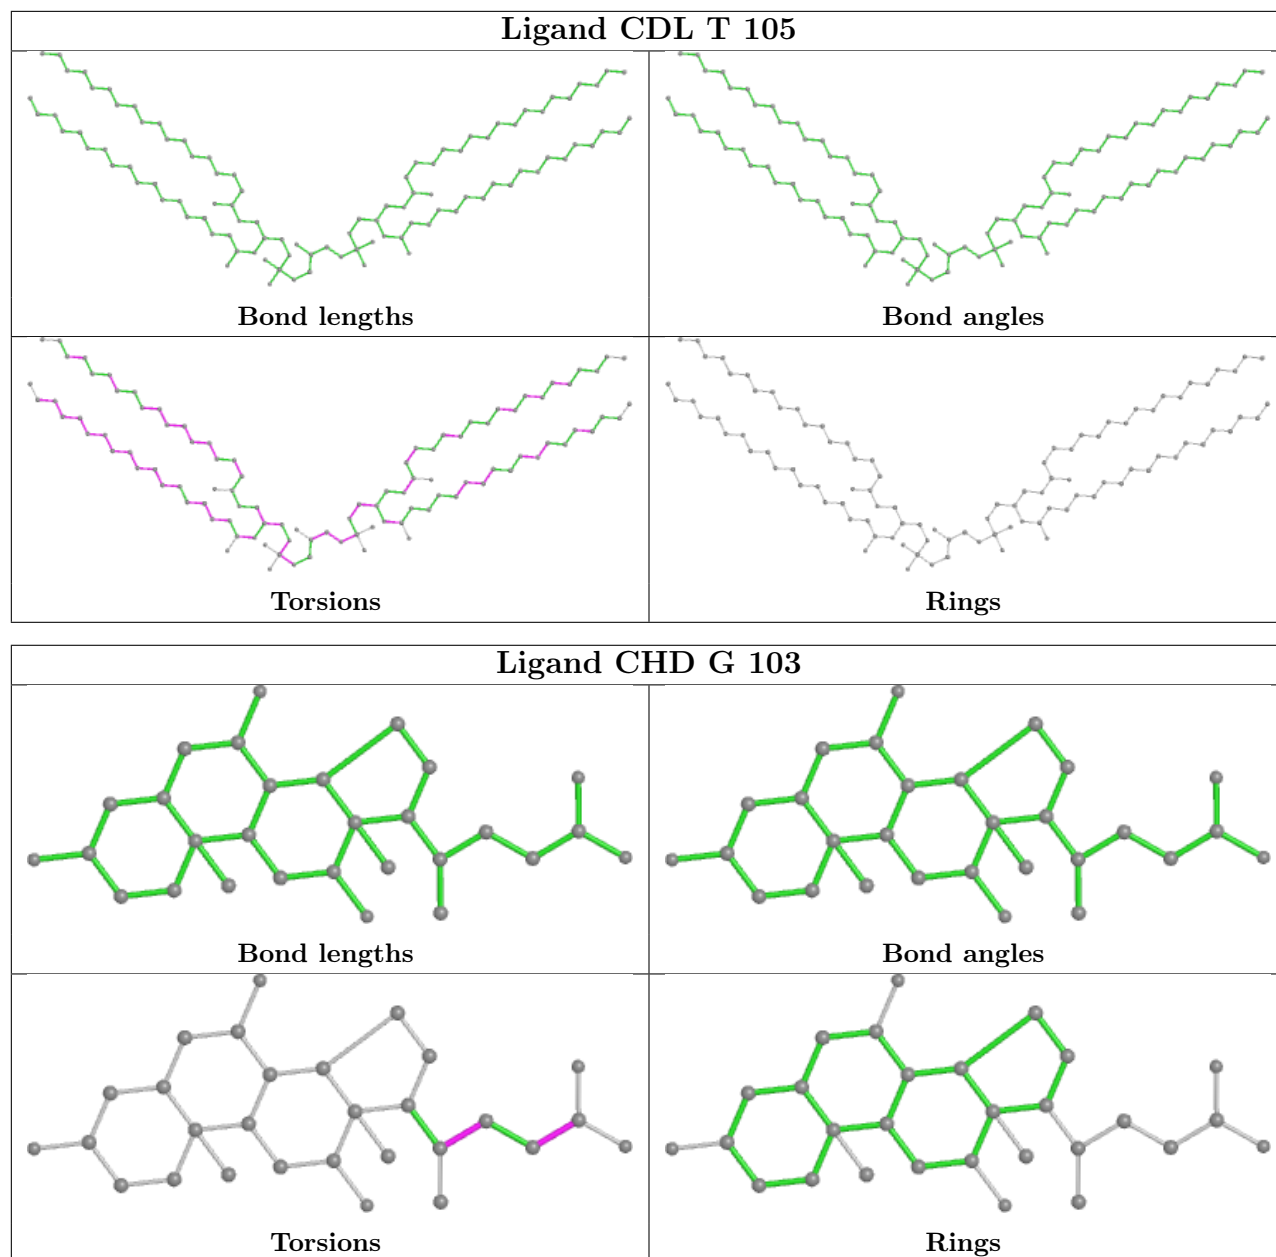 Ligand CDL T 105
Bond lengths
Bond angles
Torsions
Rings
Ligand CHD G 103
Bond lengths
Bond angles
Torsions
Rings